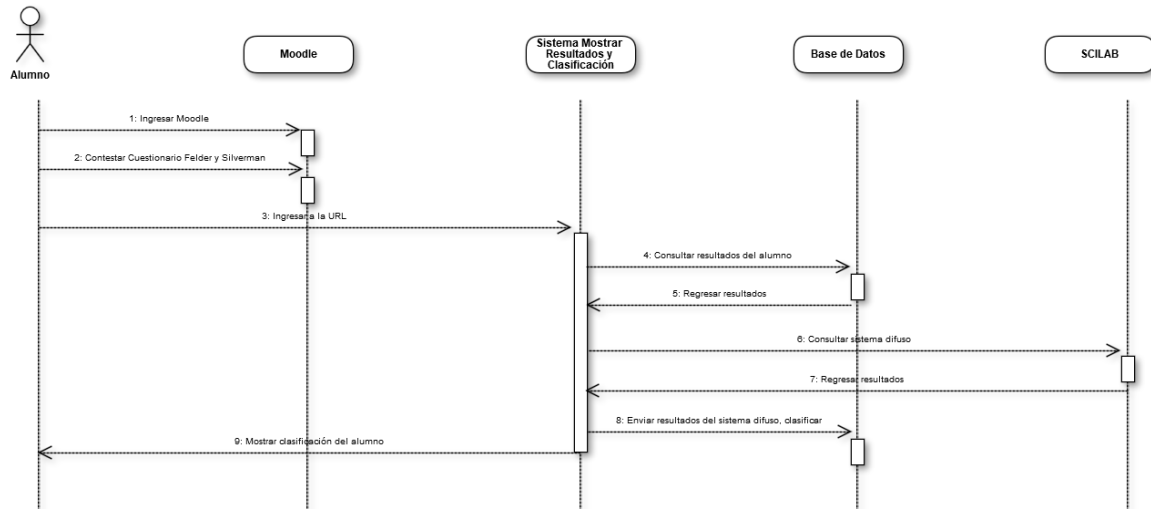 Alumno
Moodle
Sistema Mostrar
Resultados y
Clasificación
Base de Datos
SCILAB
1: Ingresar Moodle
2: Contestar Cuestionario Felder y Silverman
3: Ingresar a la URL
4: Consultar resultados del alumno
5: Regresar resultados
6: Consultar sistema difuso
7: Regresar resultados
8: Enviar resultados del sistema difuso, clasificar
9: Mostrar clasificación del alumno